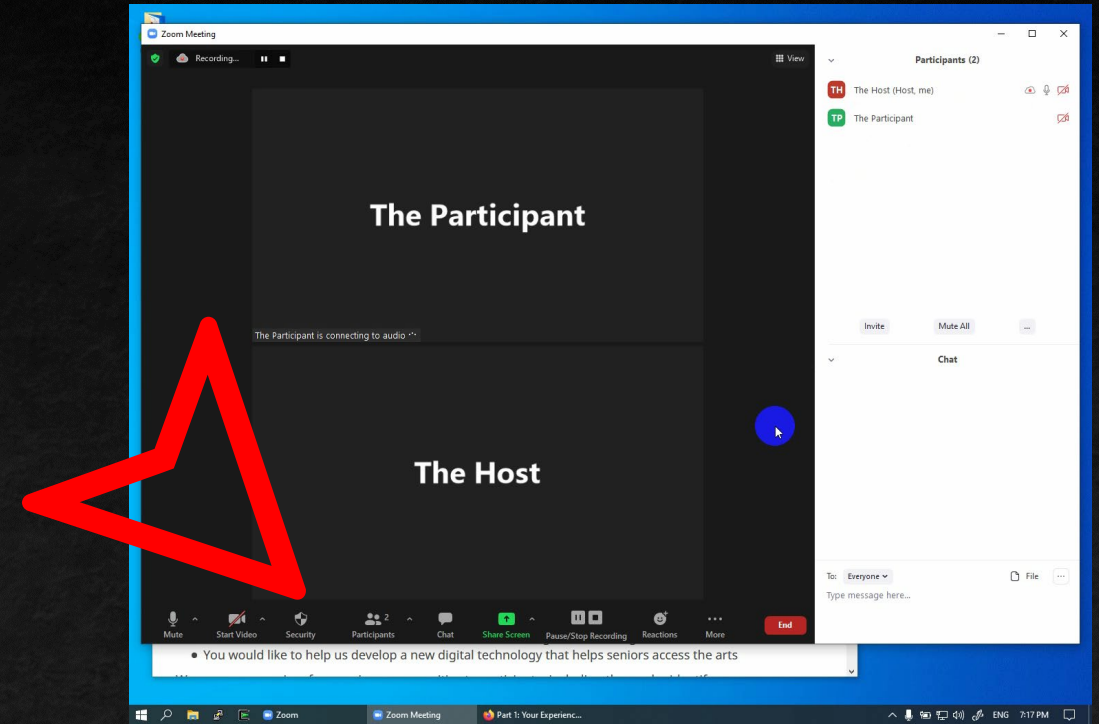 Zoom Meeting
Recording...
View
Participants (2)
TH The Host (Host, me)
TP The Participant
The Participant
The Participant is connecting to audio
Invite Mute All ...
Chat
The Host
To: Everyone File ...
Type message here...
2
Mute Start Video Security Participants Chat Share Screen Pause/Stop Recording Reactions More End
• You would like to help us develop a new digital technology that helps seniors access the arts
Zoom Zoom Meeting Part 1: Your Experienc... ENG 7:17 PM